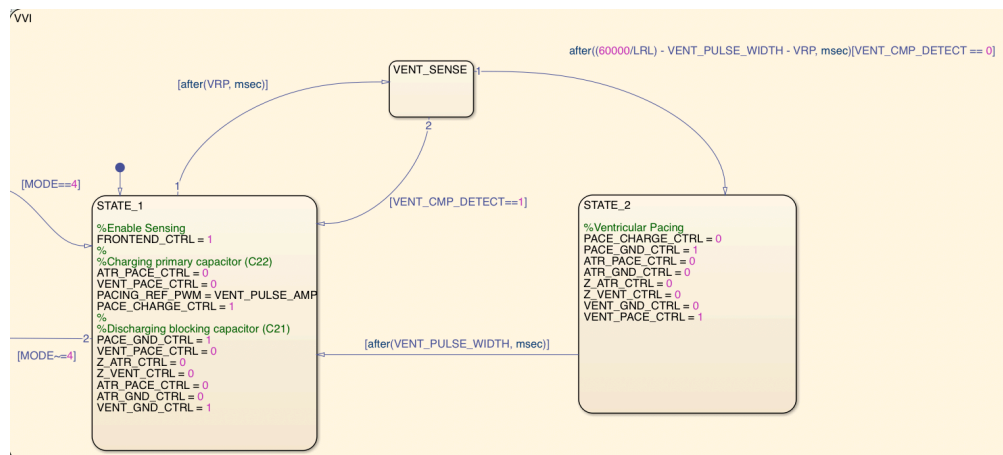 VVI
after((60000/LRL) - VENT_PULSE_WIDTH - VRP, msec)[VENT_CMP_DETECT == 0]
VENT_SENSE
1
[after(VRP, msec)]
2
[MODE==4]
1
[VENT_CMP_DETECT==1]
STATE_1
%Enable Sensing
FRONTEND_CTRL = 1
%
%Charging primary capacitor (C22)
ATR_PACE_CTRL = 0
VENT_PACE_CTRL = 0
PACING_REF_PWM = VENT_PULSE_AMP
PACE_CHARGE_CTRL = 1
%
%Discharging blocking capacitor (C21)
PACE_GND_CTRL = 1
VENT_PACE_CTRL = 0
Z_ATR_CTRL = 0
Z_VENT_CTRL = 0
ATR_PACE_CTRL = 0
ATR_GND_CTRL = 0
VENT_GND_CTRL = 1
2
[MODE~=4]
STATE_2
%Ventricular Pacing
PACE_CHARGE_CTRL = 0
PACE_GND_CTRL = 1
ATR_PACE_CTRL = 0
ATR_GND_CTRL = 0
Z_ATR_CTRL = 0
Z_VENT_CTRL = 0
VENT_GND_CTRL = 0
VENT_PACE_CTRL = 1
[after(VENT_PULSE_WIDTH, msec)]